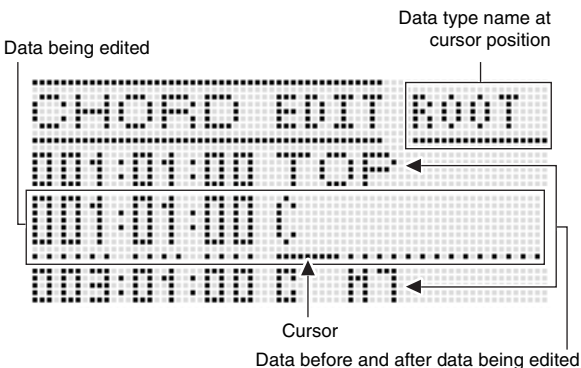 Data type name at
cursor position
Data being edited
CHORD EDIT ROOT
001:01:00 TOP
001:01:00 C
003:01:00 C M7
Cursor
Data before and after data being edited